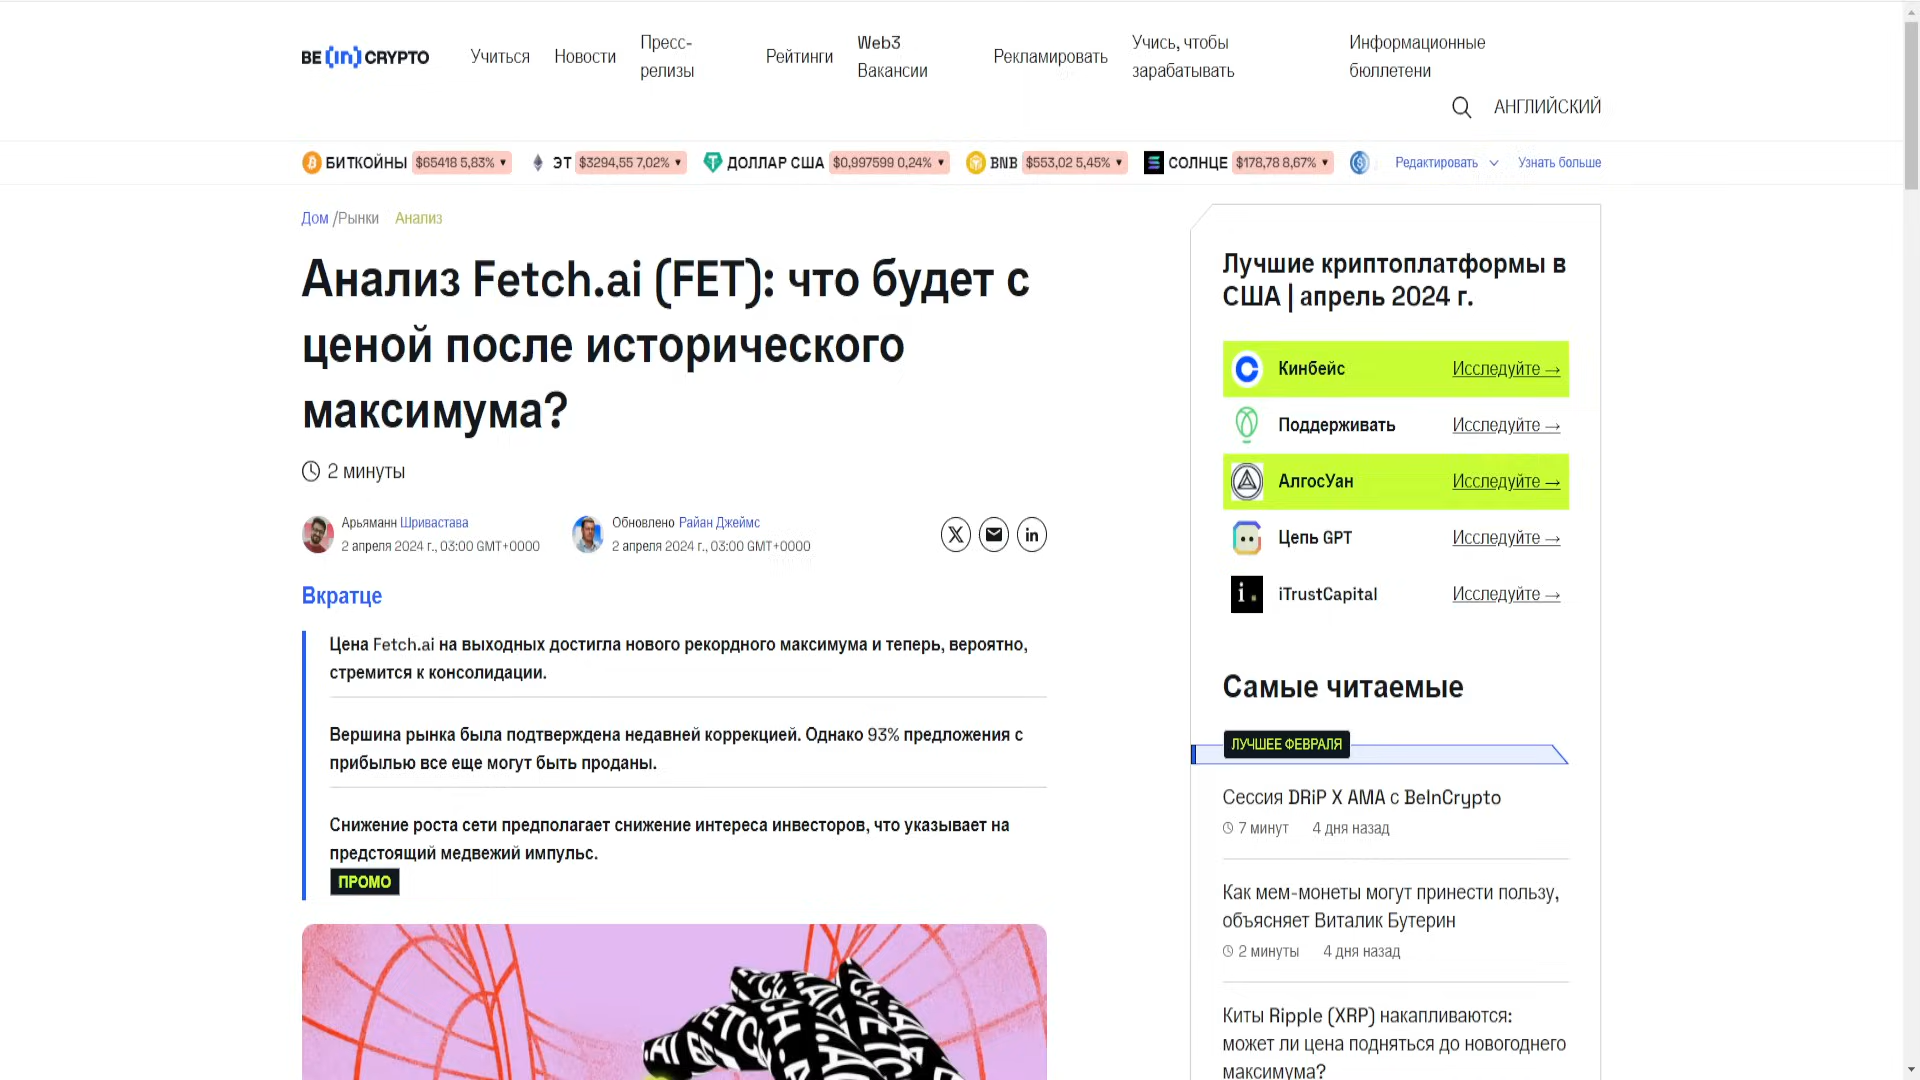 BE[in]CRYPTO
Учиться
Новости
Пресс-
релизы
Рейтинги
Web3
Вакансии
Рекламировать
Учись, чтобы
зарабатывать
Информационные
бюллетени
АНГЛИЙСКИЙ
БИТКОЙНЫ $65418 5,83% ▼
ЭТ $3294,55 7,02% ▼
ДОЛЛАР США $0,997599 0,24% ▼
BNB $553,02 5,45% ▼
СОЛНЦЕ $178,78 8,67% ▼
Редактировать
Узнать больше
Дом /Рынки Анализ
Анализ Fetch.ai (FET): что будет с
ценой после исторического
максимума?
2 минуты
Арьяманн Шривастава
2 апреля 2024 г., 03:00 GMT+0000
Обновлено Райан Джеймс
2 апреля 2024 г., 03:00 GMT+0000
Вкратце
Цена Fetch.ai на выходных достигла нового рекордного максимума и теперь, вероятно,
стремится к консолидации.
Вершина рынка была подтверждена недавней коррекцией. Однако 93% предложения с
прибылью все еще могут быть проданы.
Снижение роста сети предполагает снижение интереса инвесторов, что указывает на
предстоящий медвежий импульс.
ПРОМО
Лучшие криптоплатформы в
США | апрель 2024 г.
Кинбейс Исследуйте →
Поддерживать Исследуйте →
АлгосУан Исследуйте →
Цепь GPT Исследуйте →
iTrustCapital Исследуйте →
Самые читаемые
ЛУЧШЕЕ ФЕВРАЛЯ
Сессия DRiP X AMA с BeInCrypto
7 минут 4 дня назад
Как мем-монеты могут принести пользу,
объясняет Виталик Бутерин
2 минуты 4 дня назад
Киты Ripple (XRP) накапливаются:
может ли цена подняться до новогоднего
максимума?